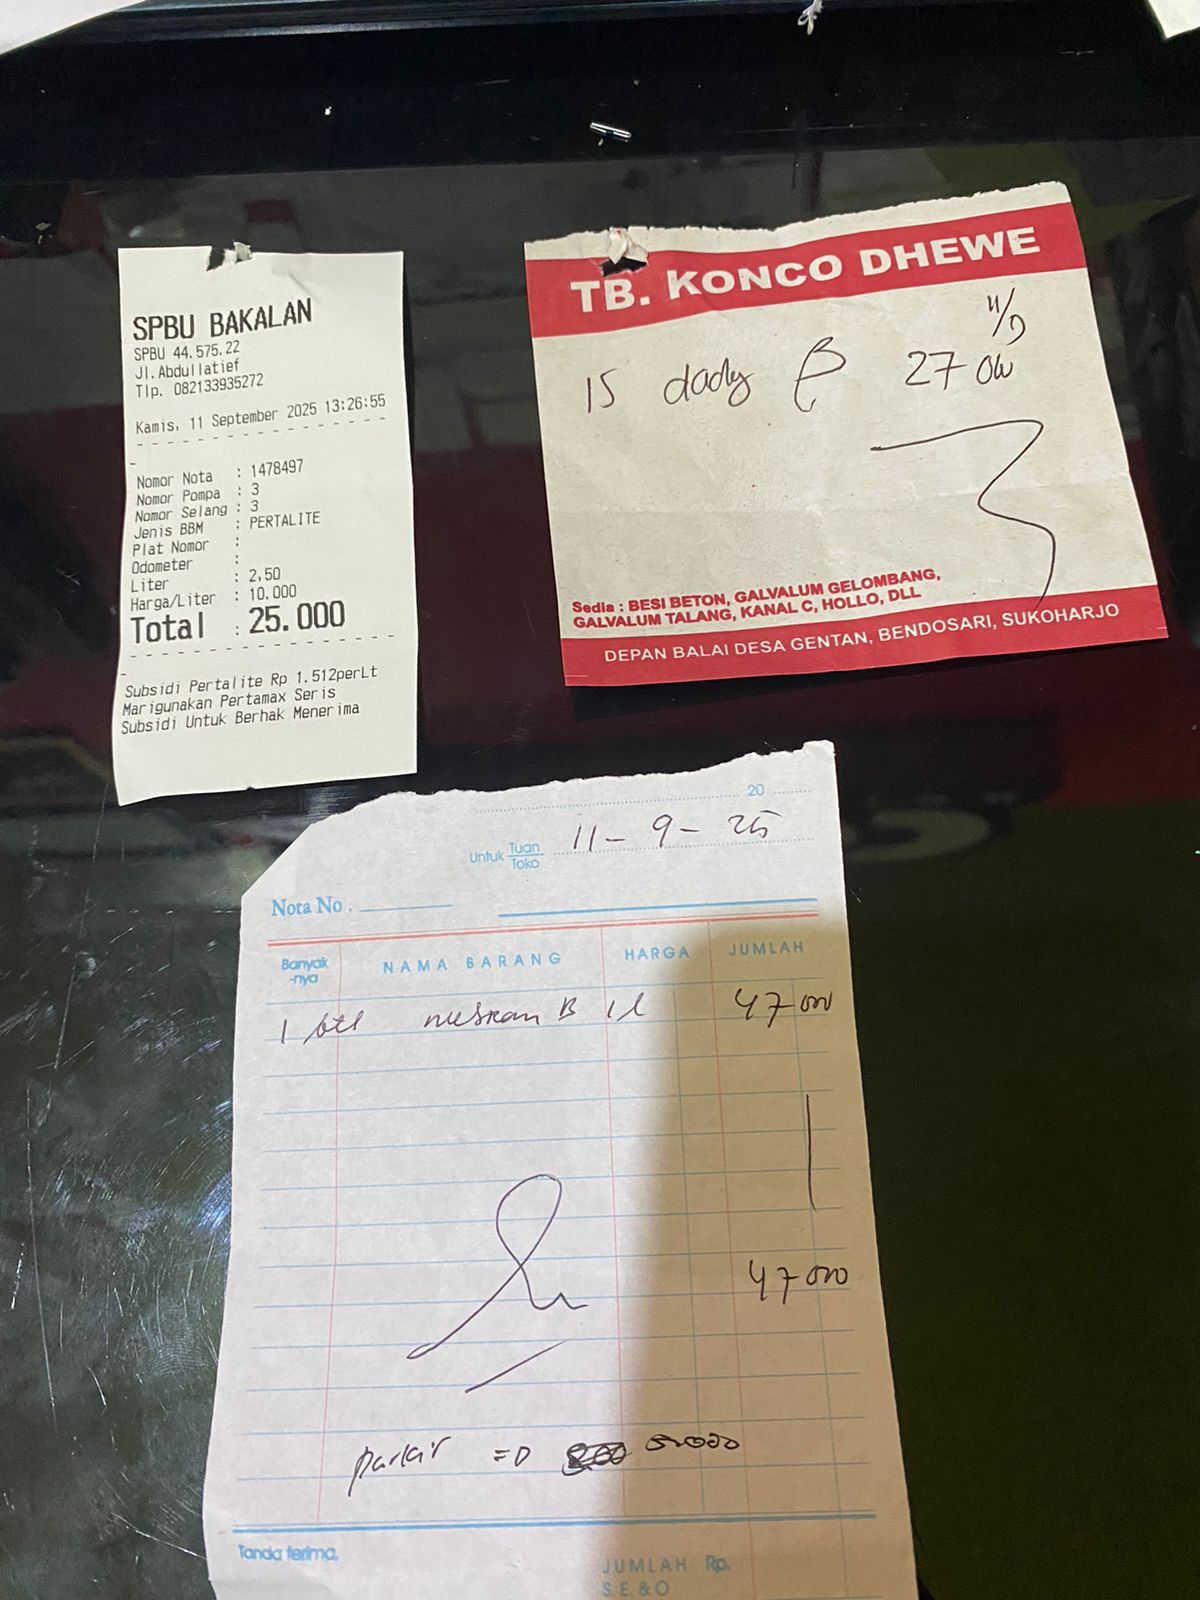 SPBU BAKALAN
SPBU 44.575.22
Jl.Abdullatief
Tlp. 082133935272
Kamis, 11 September 2025 13:26:55
Nomor Nota : 1478497
Nomor Pompa : 3
Nomor Selang : 3
Jenis BBM : PERTALITE
Plat Nomor :
Odometer :
Liter : 2,50
Harga/Liter : 10.000
Total : 25.000
Subsidi Pertalite Rp 1.512perLt
Marigunakan Pertamax Seris
Subsidi Untuk Berhak Menerima
TB. KONCO DHEWE
11/9
15 27 000
Sedia : BESI BETON, GALVALUM GELOMBANG,
GALVALUM TALANG, KANAL C, HOLLO, DLL
DEPAN BALAI DESA GENTAN, BENDOSARI, SUKOHARJO
20
Untuk Tuan
Toko
11-9-25
Nota No.
Banyak
-nya
NAMA BARANG HARGA JUMLAH
1 btl B 1l 47 000
47 000
parkir
Tanda terima,
JUMLAH Rp.
S.E.&O